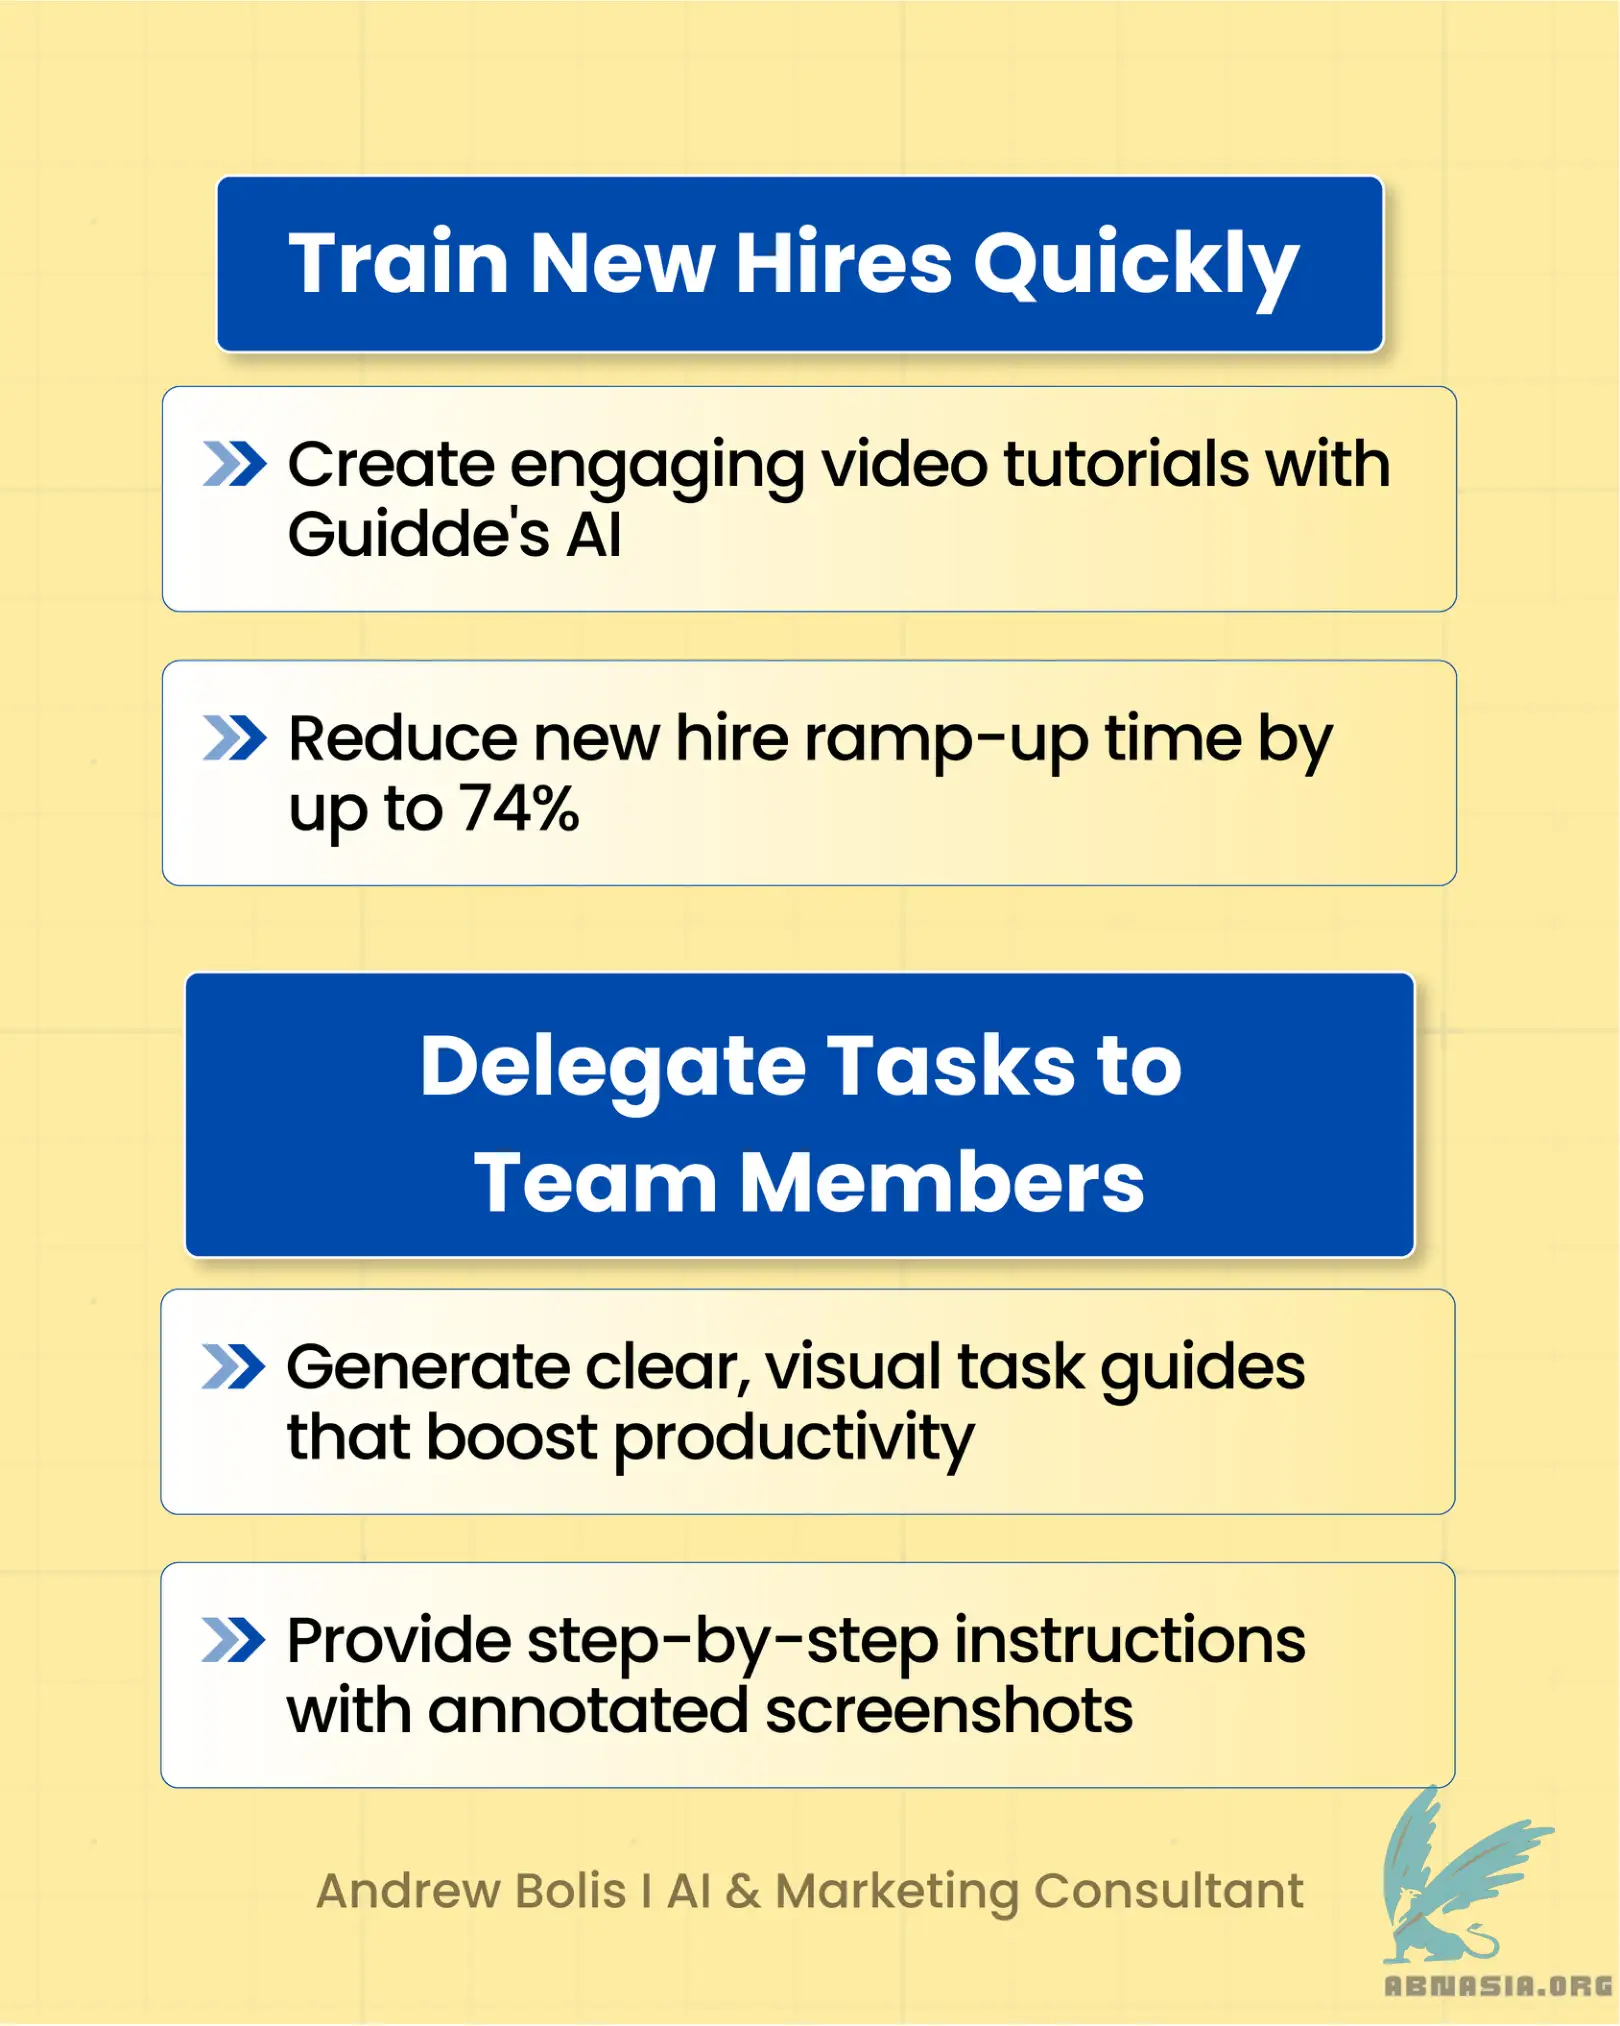 Train New Hires Quickly
Create engaging video tutorials with
Guidde's AI
Reduce new hire ramp-up time by
up to 74%
Delegate Tasks to
Team Members
Generate clear, visual task guides
that boost productivity
Provide step-by-step instructions
with annotated screenshots
Andrew Bolis I AI & Marketing Consultant
ABNASIA.ORG